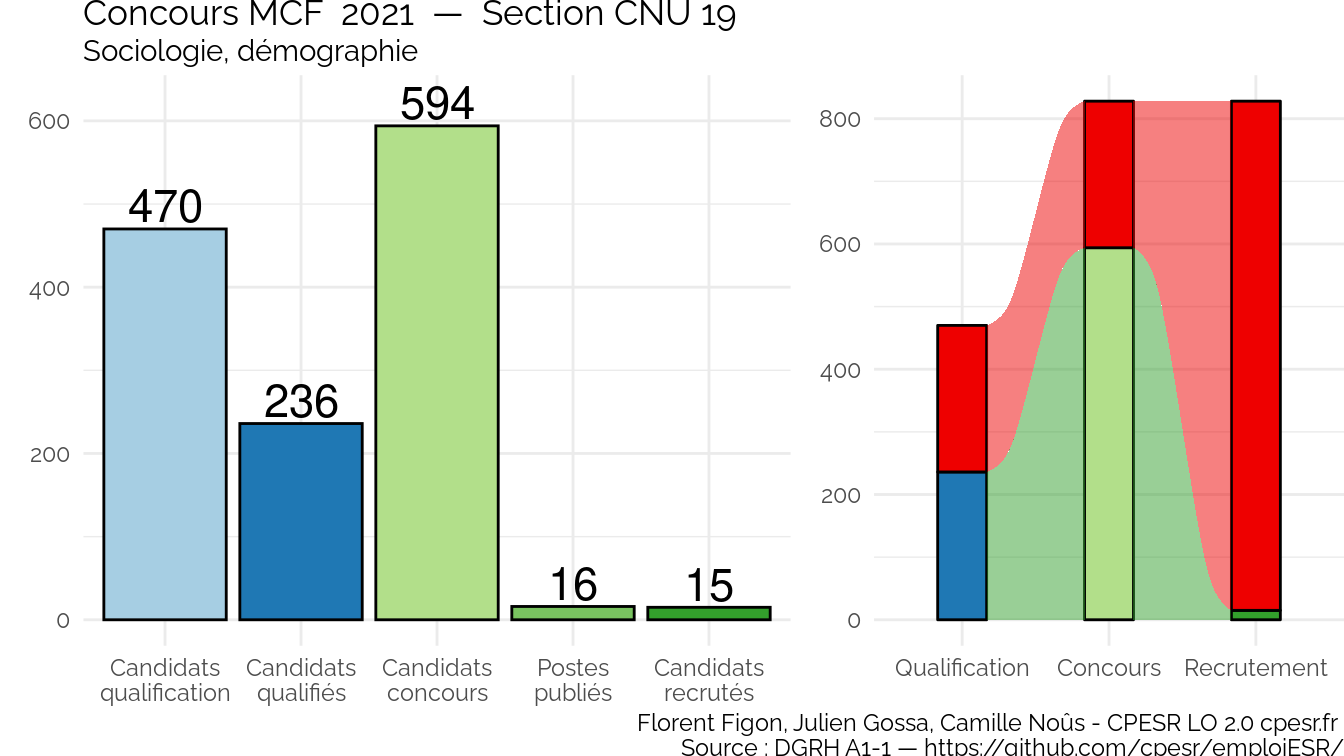 Concours MCF 2021 — Section CNU 19
Sociologie, démographie
600
400
200
0
470
236
594
16
15
Candidats qualification
Candidats qualifiés
Candidats concours
Postes publiés
Candidats recrutés
800
600
400
200
0
Qualification
Concours
Recrutement
Florent Figon, Julien Gossa, Camille Noûs - CPESR LO 2.0 cpesr.fr
Source : DGRH A1-1 — https://github.com/cpesr/emploiESR/